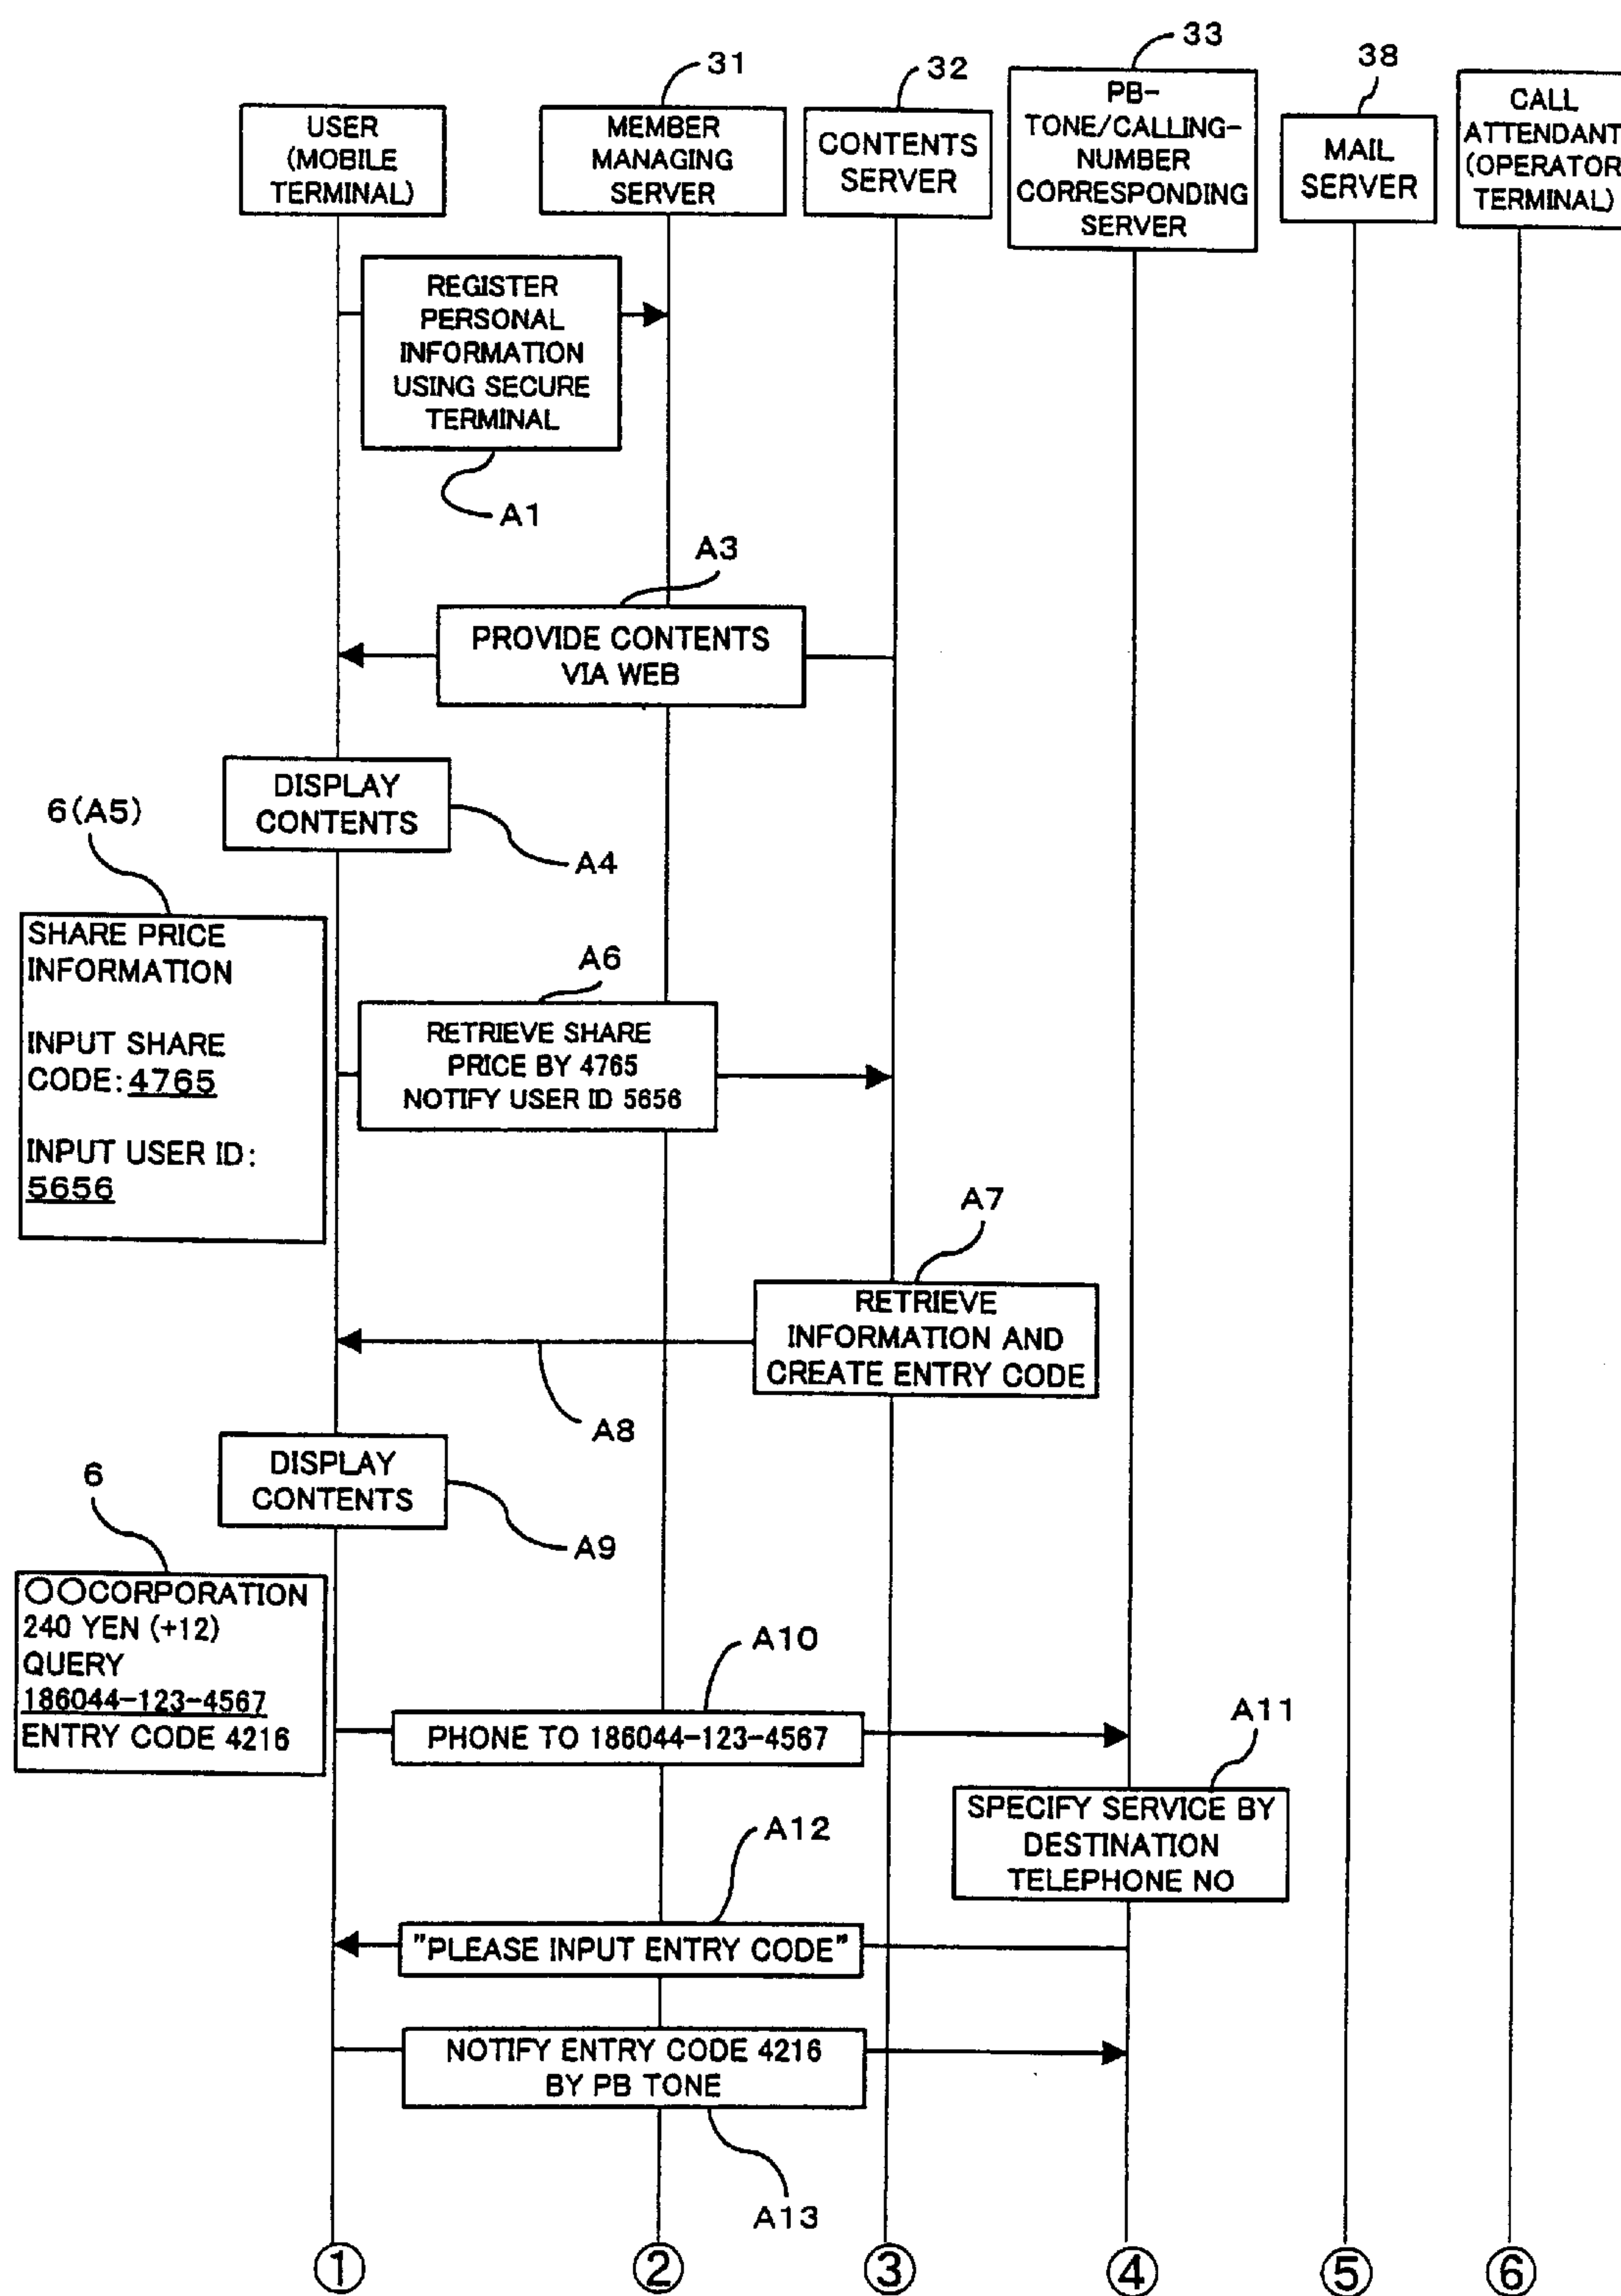 33
31
32
38
USER
(MOBILE
TERMINAL)
MEMBER
MANAGING
SERVER
CONTENTS
SERVER
PB-
TONE/CALLING-
NUMBER
CORRESPONDING
SERVER
MAIL
SERVER
CALL
ATTENDANT
(OPERATOR
TERMINAL)
REGISTER
PERSONAL
INFORMATION
USING SECURE
TERMINAL
A1
A3
PROVIDE CONTENTS
VIA WEB
DISPLAY
CONTENTS
A4
6(A5)
SHARE PRICE
INFORMATION
INPUT SHARE
CODE: 4765
INPUT USER ID:
5656
A6
RETRIEVE SHARE
PRICE BY 4765
NOTIFY USER ID 5656
A7
RETRIEVE
INFORMATION AND
CREATE ENTRY CODE
A8
DISPLAY
CONTENTS
A9
6
○○CORPORATION
240 YEN (+12)
QUERY
186044-123-4567
ENTRY CODE 4216
A10
PHONE TO 186044-123-4567
A11
SPECIFY SERVICE BY
DESTINATION
TELEPHONE NO
A12
"PLEASE INPUT ENTRY CODE"
NOTIFY ENTRY CODE 4216
BY PB TONE
A13
① ② ③ ④ ⑤ ⑥